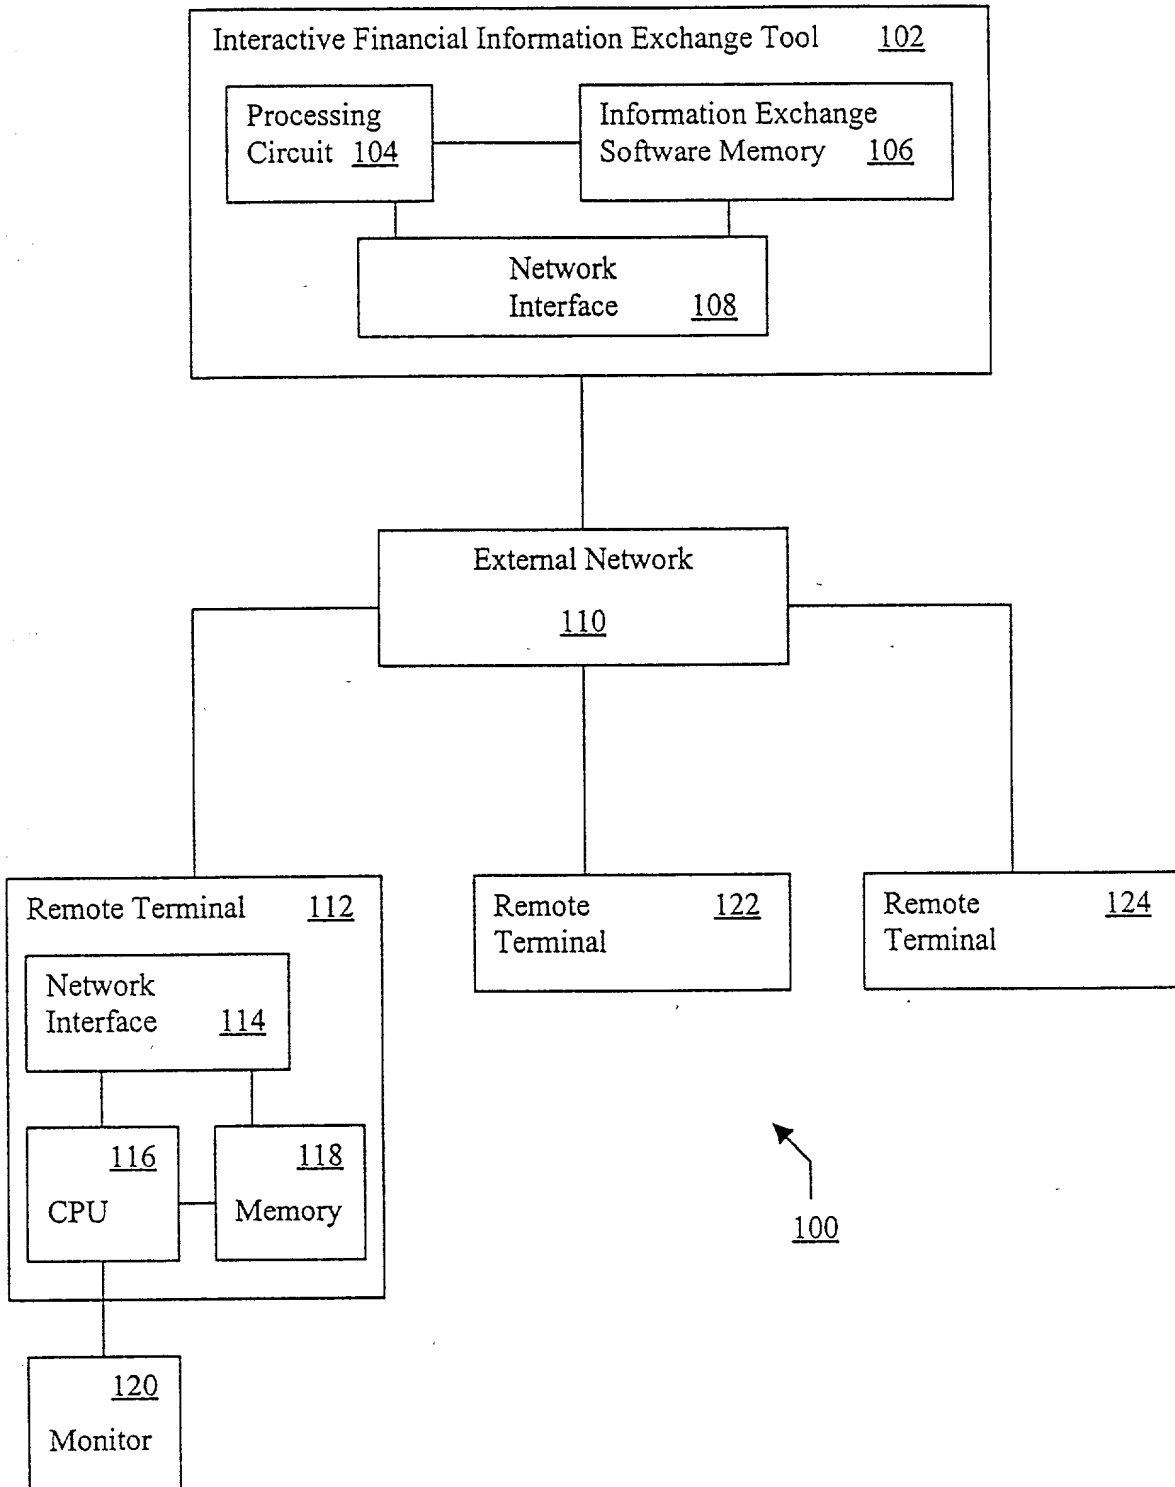 Interactive Financial Information Exchange Tool 102
Processing
Circuit 104
Information Exchange
Software Memory 106
Network
Interface 108
External Network
110
Remote Terminal 112
Network
Interface 114
116
CPU
118
Memory
120
Monitor
Remote 122
Terminal
Remote 124
Terminal
100